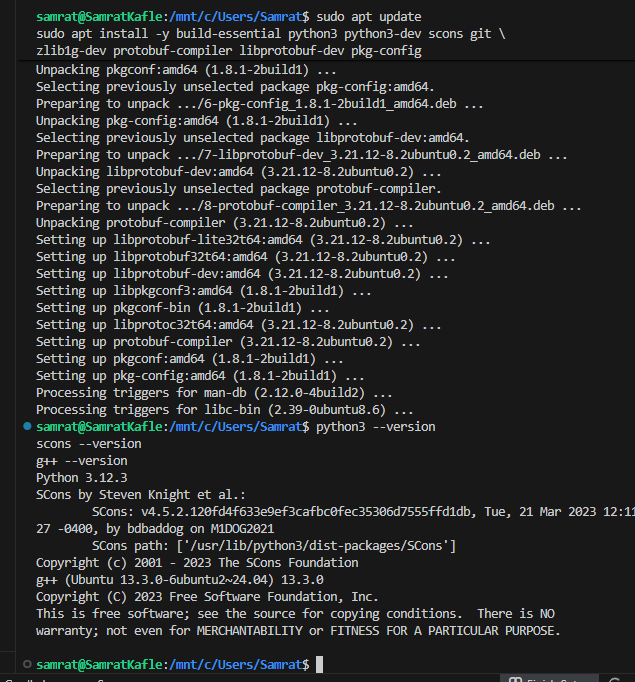 samrat@SamratKafle:/mnt/c/Users/Samrat$ sudo apt update
sudo apt install -y build-essential python3 python3-dev scons git \
zlib1g-dev protobuf-compiler libprotobuf-dev pkg-config
Unpacking pkgconf:amd64 (1.8.1-2build1) ...
Selecting previously unselected package pkg-config:amd64.
Preparing to unpack .../6-pkg-config_1.8.1-2build1_amd64.deb ...
Unpacking pkg-config:amd64 (1.8.1-2build1) ...
Selecting previously unselected package libprotobuf-dev:amd64.
Preparing to unpack .../7-libprotobuf-dev_3.21.12-8.2ubuntu0.2_amd64.deb ...
Unpacking libprotobuf-dev:amd64 (3.21.12-8.2ubuntu0.2) ...
Selecting previously unselected package protobuf-compiler.
Preparing to unpack .../8-protobuf-compiler_3.21.12-8.2ubuntu0.2_amd64.deb ...
Unpacking protobuf-compiler (3.21.12-8.2ubuntu0.2) ...
Setting up libprotobuf-lite32t64:amd64 (3.21.12-8.2ubuntu0.2) ...
Setting up libprotobuf32t64:amd64 (3.21.12-8.2ubuntu0.2) ...
Setting up libprotobuf-dev:amd64 (3.21.12-8.2ubuntu0.2) ...
Setting up libpkgconf3:amd64 (1.8.1-2build1) ...
Setting up pkgconf-bin (1.8.1-2build1) ...
Setting up libprotoc32t64:amd64 (3.21.12-8.2ubuntu0.2) ...
Setting up protobuf-compiler (3.21.12-8.2ubuntu0.2) ...
Setting up pkgconf:amd64 (1.8.1-2build1) ...
Setting up pkg-config:amd64 (1.8.1-2build1) ...
Processing triggers for man-db (2.12.0-4build2) ...
Processing triggers for libc-bin (2.39-0ubuntu8.6) ...
samrat@SamratKafle:/mnt/c/Users/Samrat$ python3 --version
scons --version
g++ --version
Python 3.12.3
SCons by Steven Knight et al.:
SCons: v4.5.2.120fd4f633e9ef3cafbc0fec35306d7555ffd1db, Tue, 21 Mar 2023 12:11
27 -0400, by bdbaddog on M1DOG2021
SCons path: ['/usr/lib/python3/dist-packages/SCons']
Copyright (c) 2001 - 2023 The SCons Foundation
g++ (Ubuntu 13.3.0-6ubuntu2~24.04) 13.3.0
Copyright (C) 2023 Free Software Foundation, Inc.
This is free software; see the source for copying conditions.  There is NO
warranty; not even for MERCHANTABILITY or FITNESS FOR A PARTICULAR PURPOSE.
samrat@SamratKafle:/mnt/c/Users/Samrat$